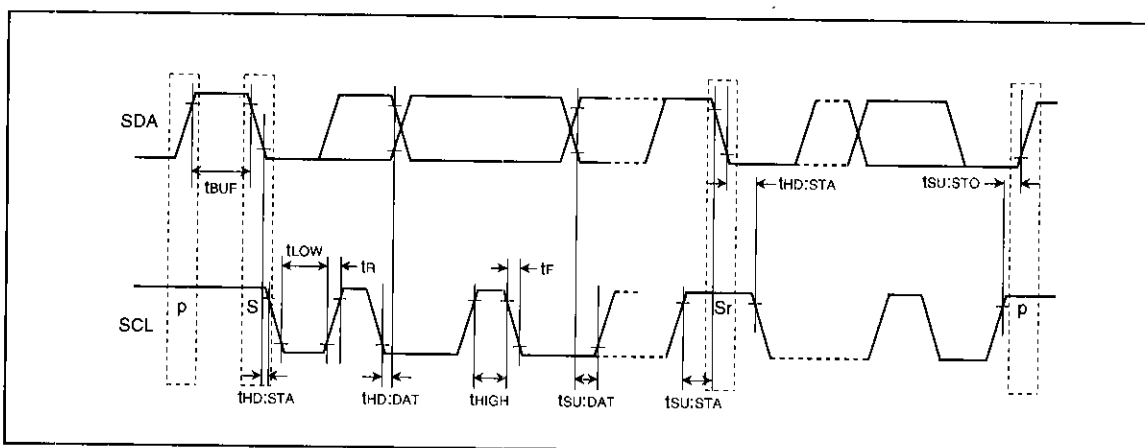 SDA
tBUF
tHD:STA
tSU:STO
tLOW
tR
tF
SCL
p
S
Sr
p
tHD:STA
tHD:DAT
tHIGH
tSU:DAT
tSU:STA